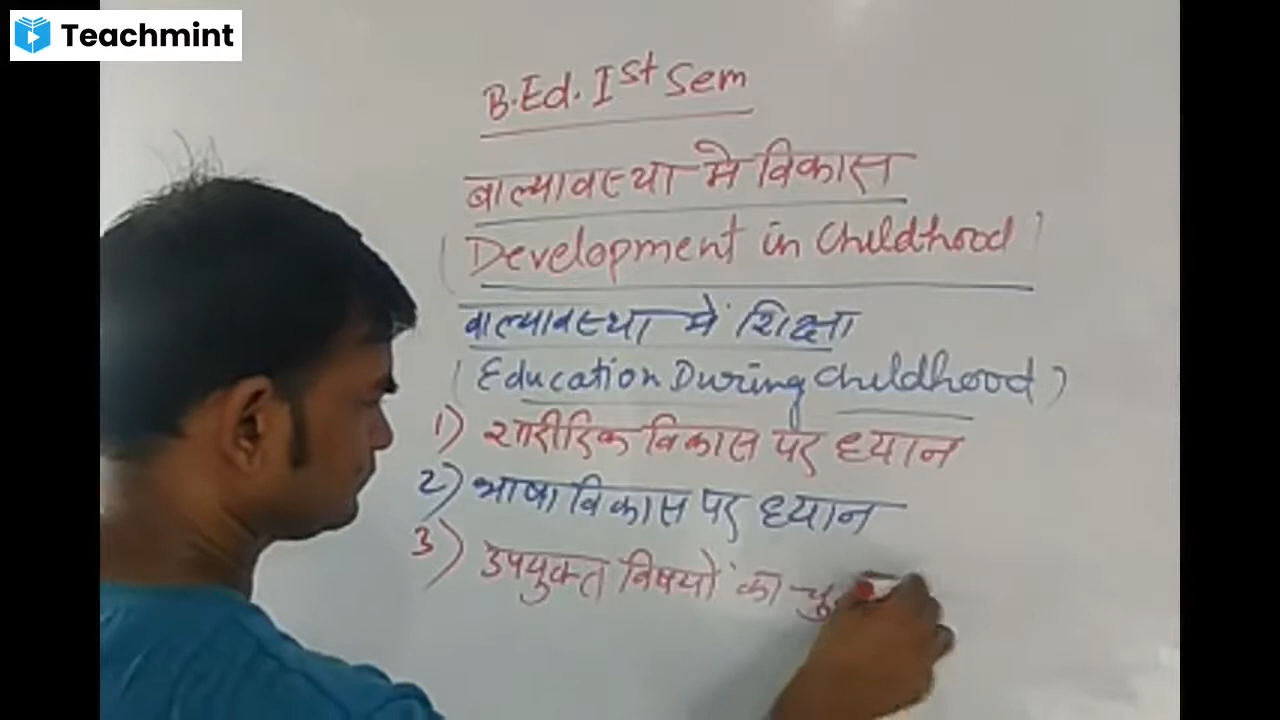 Teachmint
B.Ed. Ist Sem
बाल्यावस्था मे विकास
(Development in Childhood)
बाल्यावस्था में शिक्षा
(Education During Childhood)
1) शारीरिक विकास पर ध्यान
2) भाषा विकास पर ध्यान
3) उपयुक्त विषयों का चु